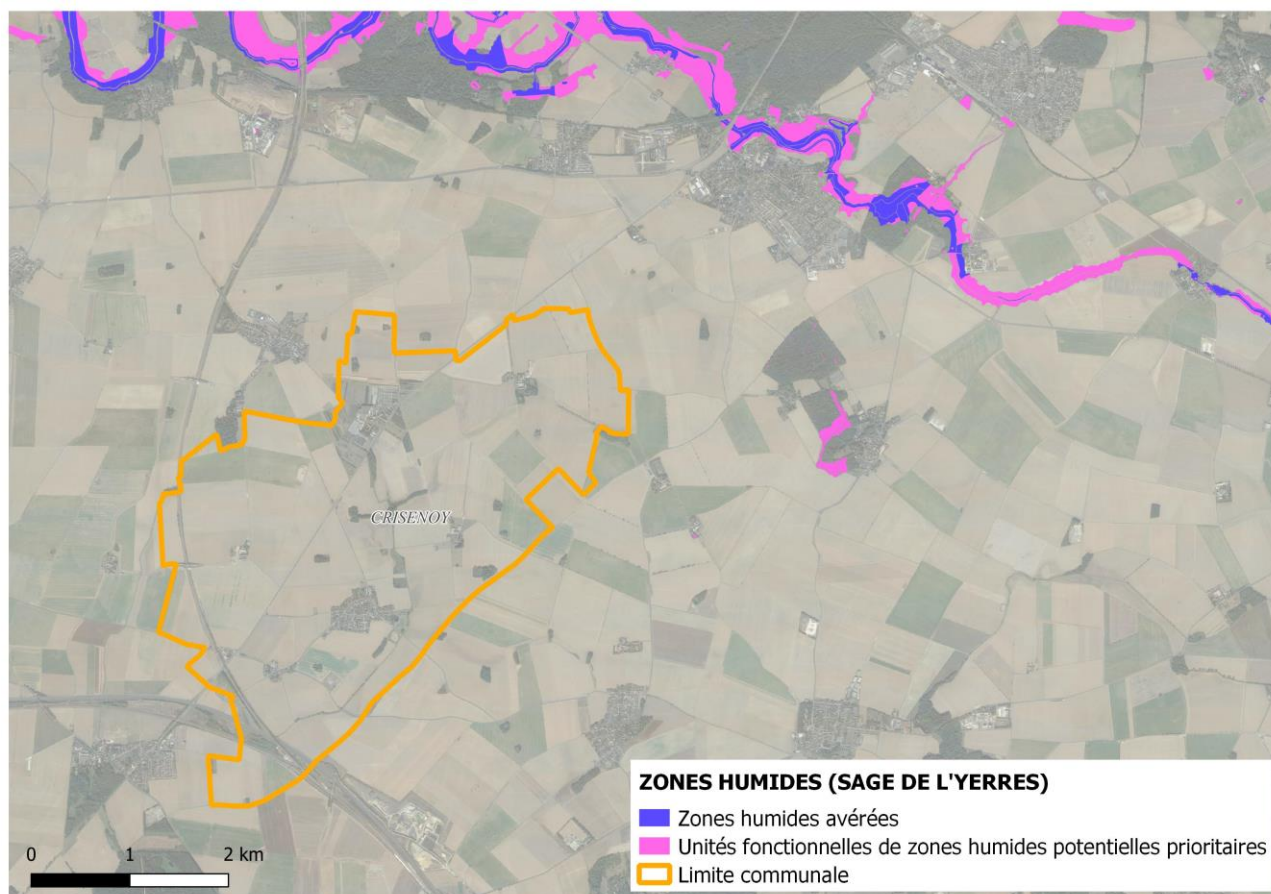 CRISENOY
ZONES HUMIDES (SAGE DE L'YERRES)
Zones humides avérées
Unités fonctionnelles de zones humides potentielles prioritaires
Limite communale
0 1 2 km